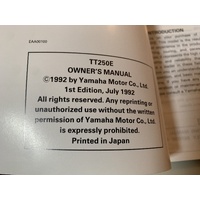 EAA00150
TT250E
OWNER'S MANUAL
©1992 by Yamaha Motor Co., Ltd.
1st Edition, July 1992
All rights reserved. Any reprinting or
unauthorized use without the written
permission of Yamaha Motor Co., Ltd.
is expressly prohibited.
Printed in Japan
INTRODUCTION